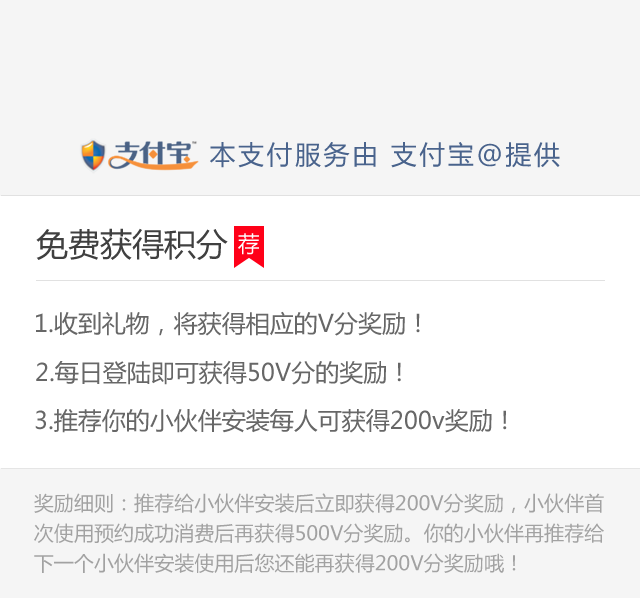 支付宝™ 本支付服务由 支付宝@提供
免费获得积分 荐
1.收到礼物，将获得相应的V分奖励！
2.每日登陆即可获得50V分的奖励！
3.推荐你的小伙伴安装每人可获得200v奖励！
奖励细则：推荐给小伙伴安装后立即获得200V分奖励，小伙伴首
次使用预约成功消费后再获得500V分奖励。你的小伙伴再推荐给
下一个小伙伴安装使用后您还能再获得200V分奖励哦！